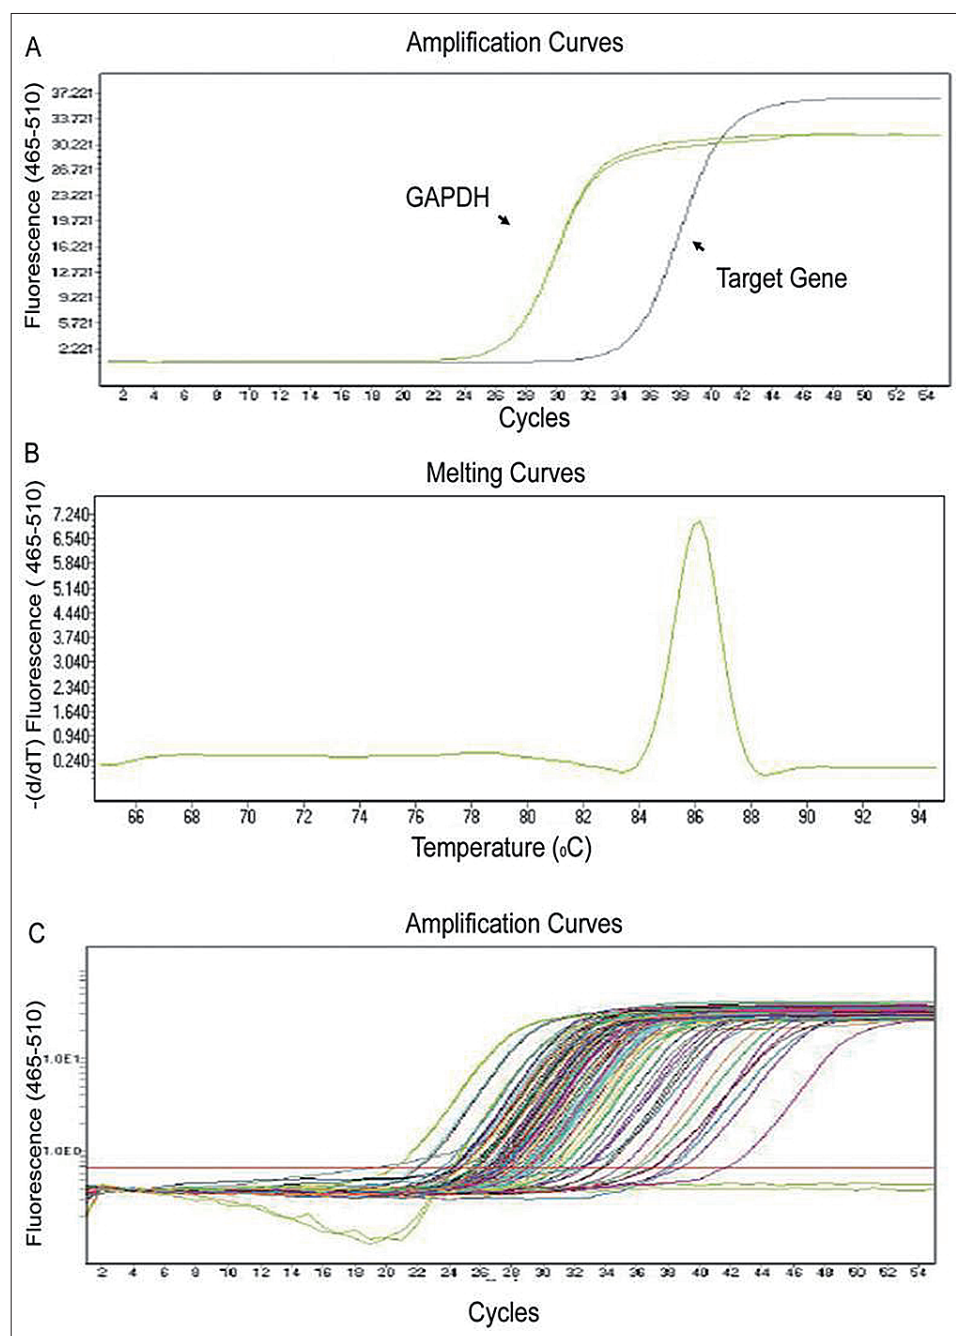 A
Amplification Curves
Fluorescence (465-510)
37.221
33.721
30.221
26.721
23.221
19.721
16.221
12.721
9.221
5.721
2.221
GAPDH
Target Gene
2 4 6 8 10 12 14 16 18 20 22 24 26 28 30 32 34 36 38 40 42 44 46 48 50 52 54
Cycles
B
Melting Curves
-(d/dT) Fluorescence ( 465-510)
7.240
6.540
5.840
5.140
4.440
3.740
3.040
2.340
1.640
0.940
0.240
66 68 70 72 74 76 78 80 82 84 86 88 90 92 94
Temperature (₀C)
C
Amplification Curves
Fluorescence (465-510)
1.0E1
1.0E0
2 4 6 8 10 12 14 16 18 20 22 24 26 28 30 32 34 36 38 40 42 44 46 48 50 52 54
Cycles